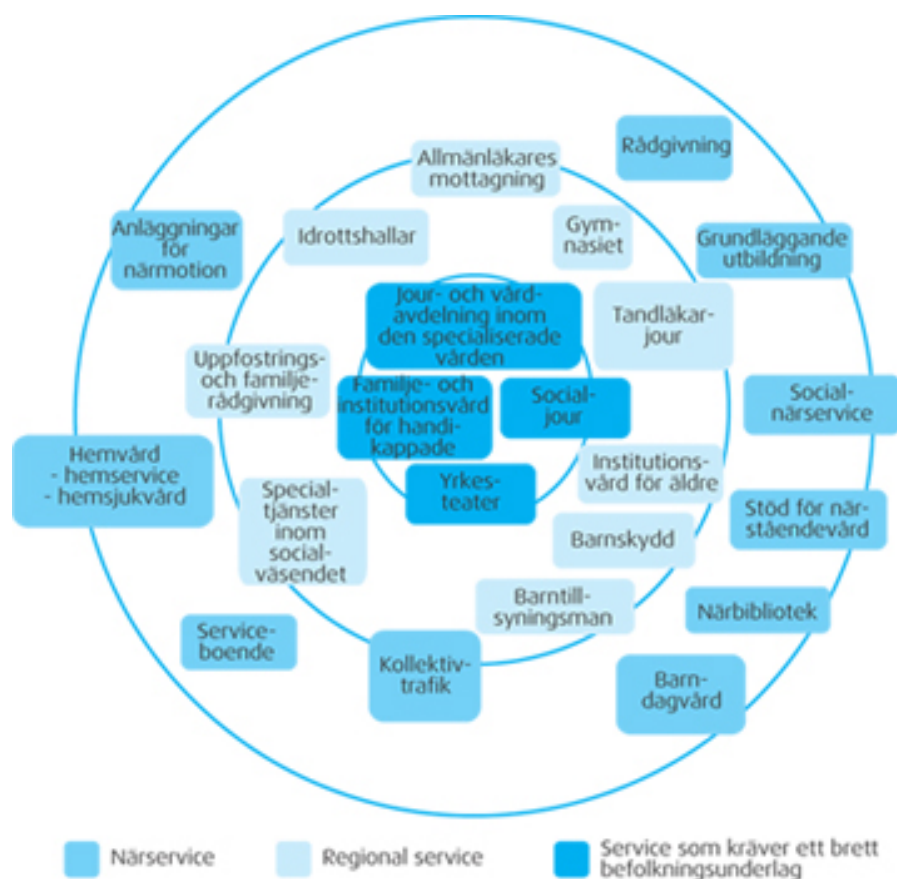 Rådgivning
Allmänläkares
mottagning
Anläggningar
för
närmotion
Idrottshallar
Gym-
nasiet
Grundläggande
utbildning
Jour- och vård-
avdelning inom
den specialiserade
vården
Tandläkar-
jour
Uppfostrings-
och familje-
rådgivning
Familje- och
institutionsvård
för handi-
kappade
Social-
jour
Social-
närservice
Hemvård
- hemservice
- hemsjukvård
Special-
tjänster
inom
social-
väsendet
Yrkes-
teater
Institutions-
vård för äldre
Stöd för när-
ståendevård
Barnskydd
Barntill-
syningsman
Närbibliotek
Service-
boende
Kollektiv-
trafik
Barn-
dagvård
Närservice
Regional service
Service som kräver ett brett
befolkningsunderlag